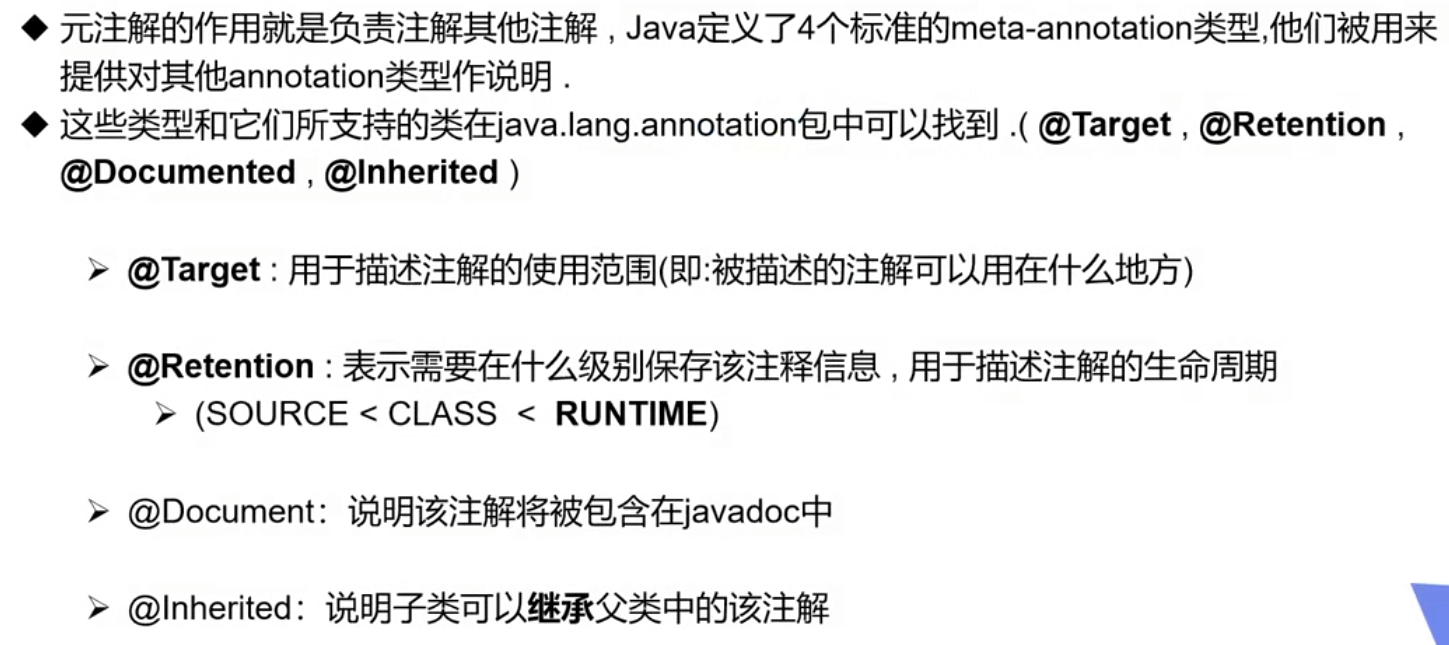 ◆ 元注解的作用就是负责注解其他注解 , Java定义了4个标准的meta-annotation类型,他们被用来
提供对其他annotation类型作说明 .
◆ 这些类型和它们所支持的类在java.lang.annotation包中可以找到 .( @Target , @Retention ,
@Documented , @Inherited )
➢ @Target : 用于描述注解的使用范围(即:被描述的注解可以用在什么地方)
➢ @Retention : 表示需要在什么级别保存该注释信息 , 用于描述注解的生命周期
➢ (SOURCE < CLASS < RUNTIME)
➢ @Document：说明该注解将被包含在javadoc中
➢ @Inherited：说明子类可以继承父类中的该注解